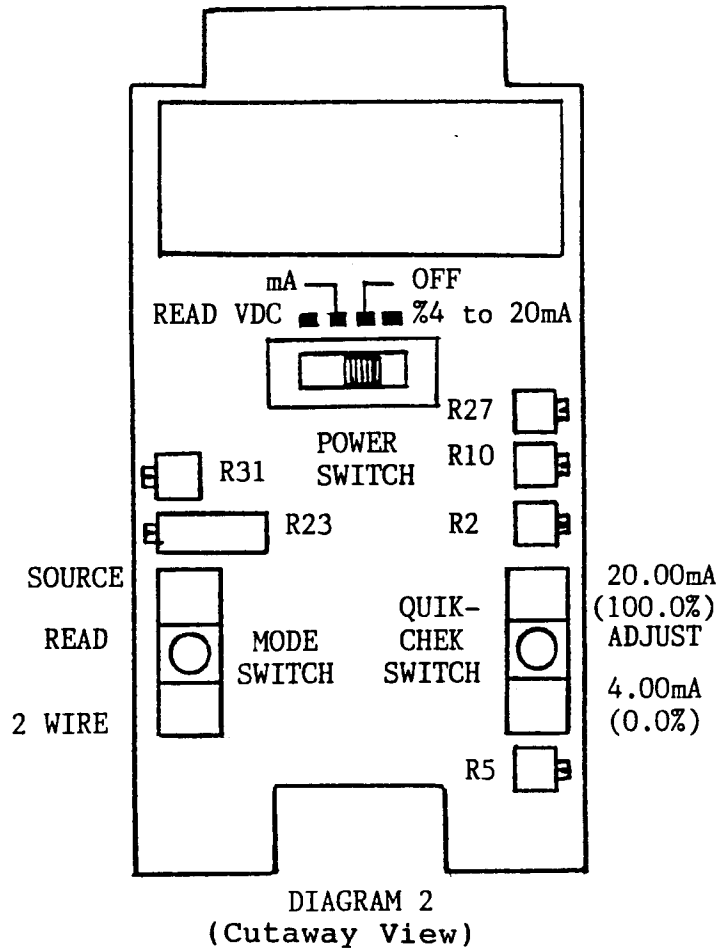 mA OFF
READ VDC %4 to 20mA
POWER
SWITCH
R27
R10
R2
R31
R23
SOURCE
READ
2 WIRE
MODE
SWITCH
QUIK-
CHEK
SWITCH
20.00mA
(100.0%)
ADJUST
4.00mA
(0.0%)
R5
DIAGRAM 2
(Cutaway View)